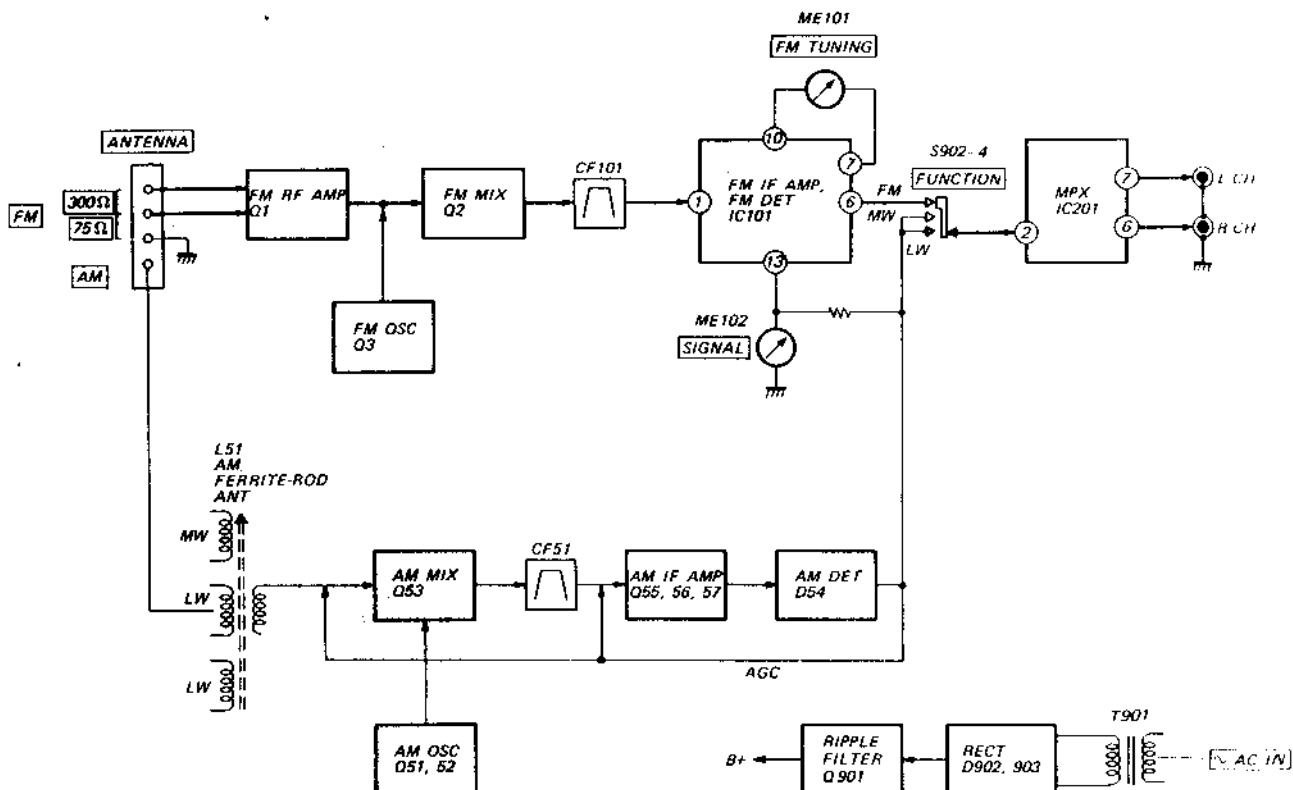 ME101
FM TUNING
ANTENNA
FM
300Ω
75Ω
AM
FM RF AMP
Q1
FM MIX
Q2
CF101
FM OSC
Q3
10
7
1
6
13
FM IF AMP,
FM DET
IC101
FM
MW
LW
S902-4
FUNCTION
2
MPX
IC201
7
6
L CH
R CH
ME102
SIGNAL
L51
AM
FERRITE-ROD
ANT
MW
LW
LW
AM MIX
Q53
CF51
AM IF AMP
Q55, 56, 57
AM DET
D54
AGC
AM OSC
Q51, 52
B+
RIPPLE
FILTER
Q901
RECT
D902, 903
T901
~ AC IN